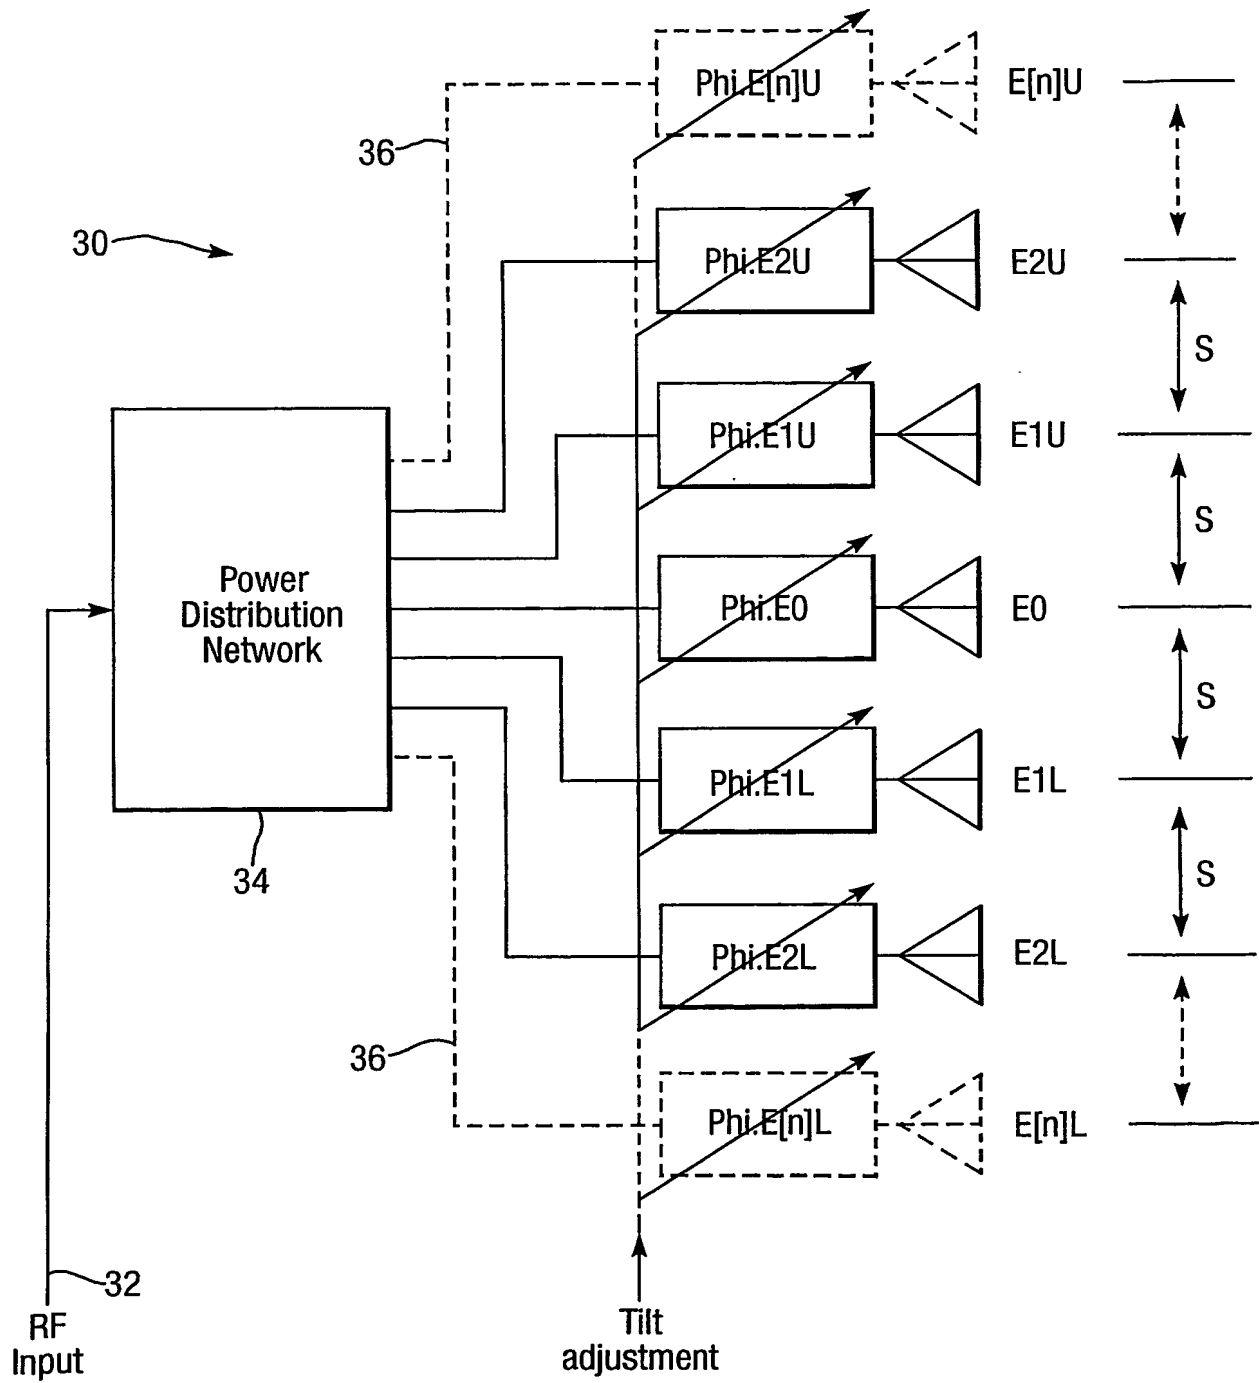 Phi.E[n]U
E[n]U
36
30
Phi.E2U
E2U
S
Phi.E1U
E1U
S
Power
Distribution
Network
Phi.E0
E0
S
Phi.E1L
E1L
34
S
Phi.E2L
E2L
36
Phi.E[n]L
E[n]L
32
RF
Input
Tilt
adjustment